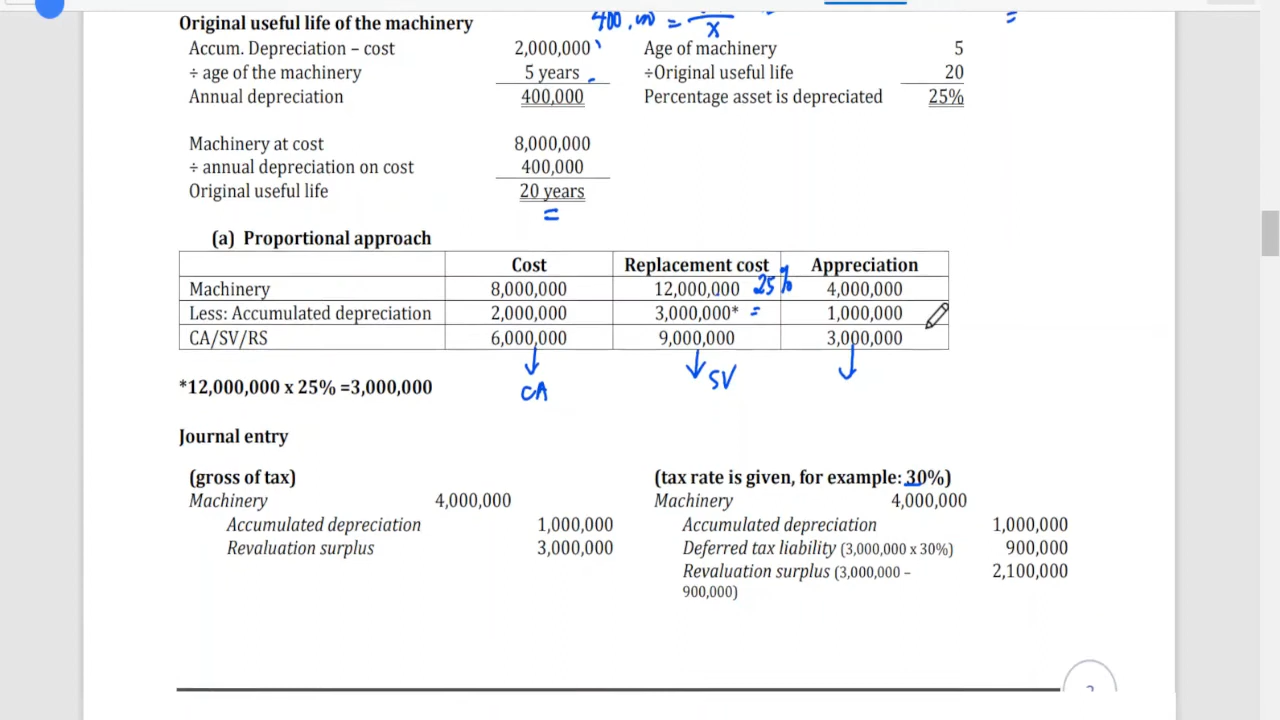 Original useful life of the machinery
400,000 =
x
=
Accum. Depreciation – cost 2,000,000 Age of machinery 5
÷ age of the machinery 5 years ÷Original useful life 20
Annual depreciation 400,000 Percentage asset is depreciated 25%
Machinery at cost 8,000,000
÷ annual depreciation on cost 400,000
Original useful life 20 years
=
(a) Proportional approach
Cost Replacement cost Appreciation
Machinery 8,000,000 12,000,000 25% 4,000,000
Less: Accumulated depreciation 2,000,000 3,000,000* = 1,000,000
CA/SV/RS 6,000,000 9,000,000 3,000,000
CA SV
*12,000,000 x 25% =3,000,000
Journal entry
(gross of tax) (tax rate is given, for example: 30%)
Machinery 4,000,000 Machinery 4,000,000
Accumulated depreciation 1,000,000 Accumulated depreciation 1,000,000
Revaluation surplus 3,000,000 Deferred tax liability (3,000,000 x 30%) 900,000
Revaluation surplus (3,000,000 – 2,100,000
900,000)